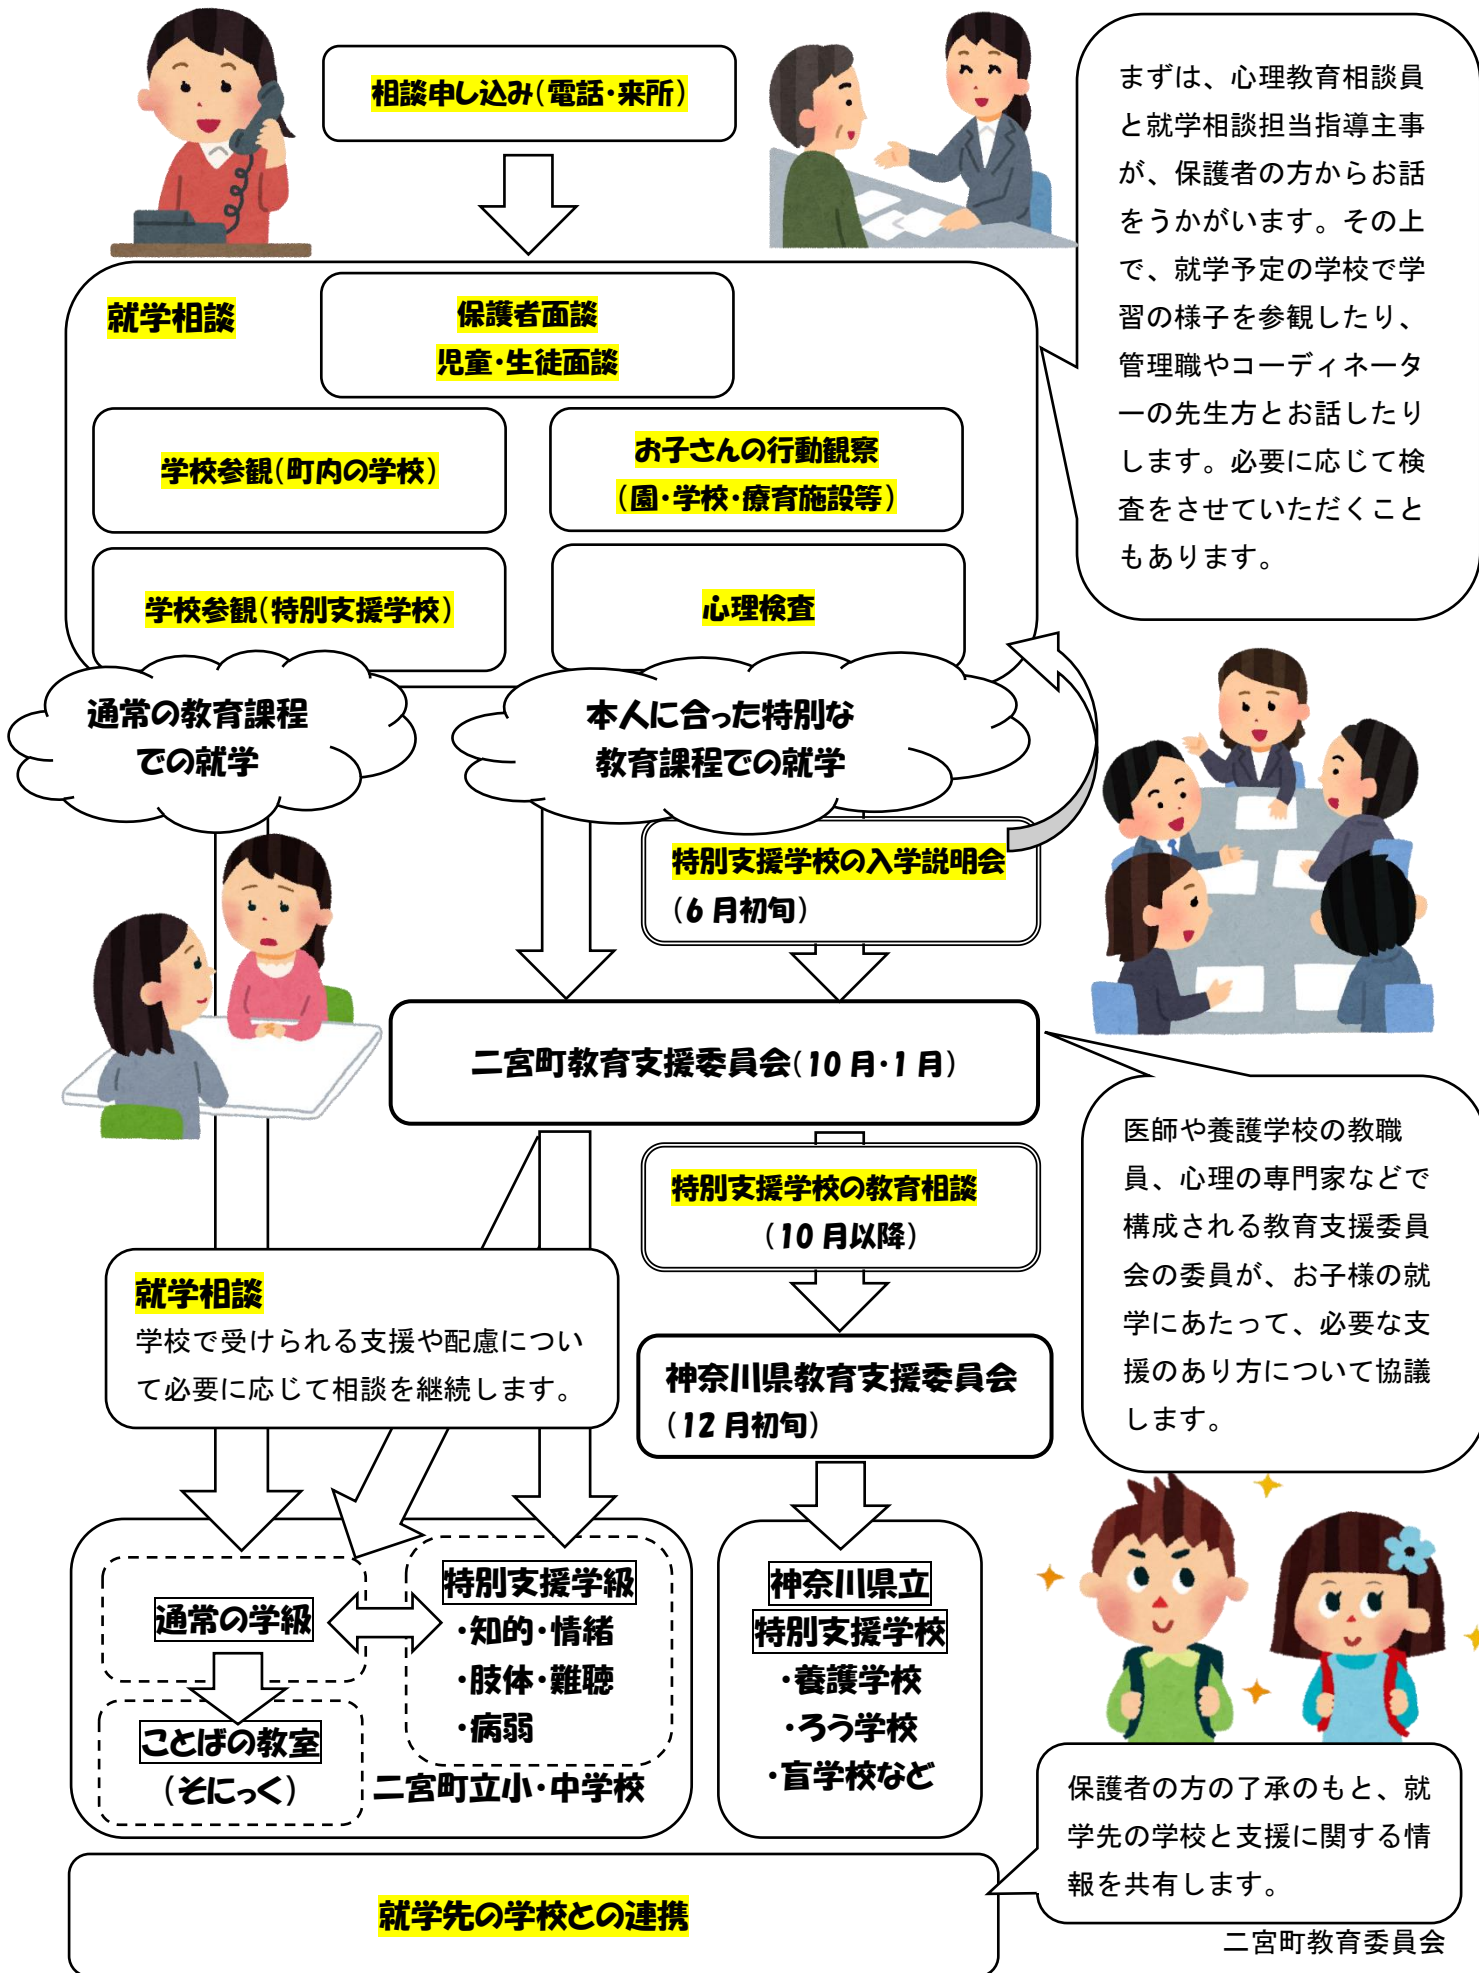 相談申し込み(電話・来所)
まずは、心理教育相談員
と就学相談担当指導主事
が、保護者の方からお話
をうかがいます。その上
で、就学予定の学校で学
習の様子を参観したり、
管理職やコーディネータ
ーの先生方とお話したり
します。必要に応じて検
査をさせていただくこと
もあります。
就学相談
保護者面談
児童・生徒面談
学校参観(町内の学校)
お子さんの行動観察
(園・学校・療育施設等)
学校参観(特別支援学校)
心理検査
通常の教育課程
での就学
本人に合った特別な
教育課程での就学
特別支援学校の入学説明会
(6月初旬)
二宮町教育支援委員会(10月・1月)
医師や養護学校の教職
員、心理の専門家などで
構成される教育支援委員
会の委員が、お子様の就
学にあたって、必要な支
援のあり方について協議
します。
特別支援学校の教育相談
(10月以降)
就学相談
学校で受けられる支援や配慮につい
て必要に応じて相談を継続します。
神奈川県教育支援委員会
(12月初旬)
通常の学級
ことばの教室
(そにっく)
特別支援学級
・知的・情緒
・肢体・難聴
・病弱
二宮町立小・中学校
神奈川県立
特別支援学校
・養護学校
・ろう学校
・盲学校など
保護者の方の了承のもと、就
学先の学校と支援に関する情
報を共有します。
就学先の学校との連携
二宮町教育委員会